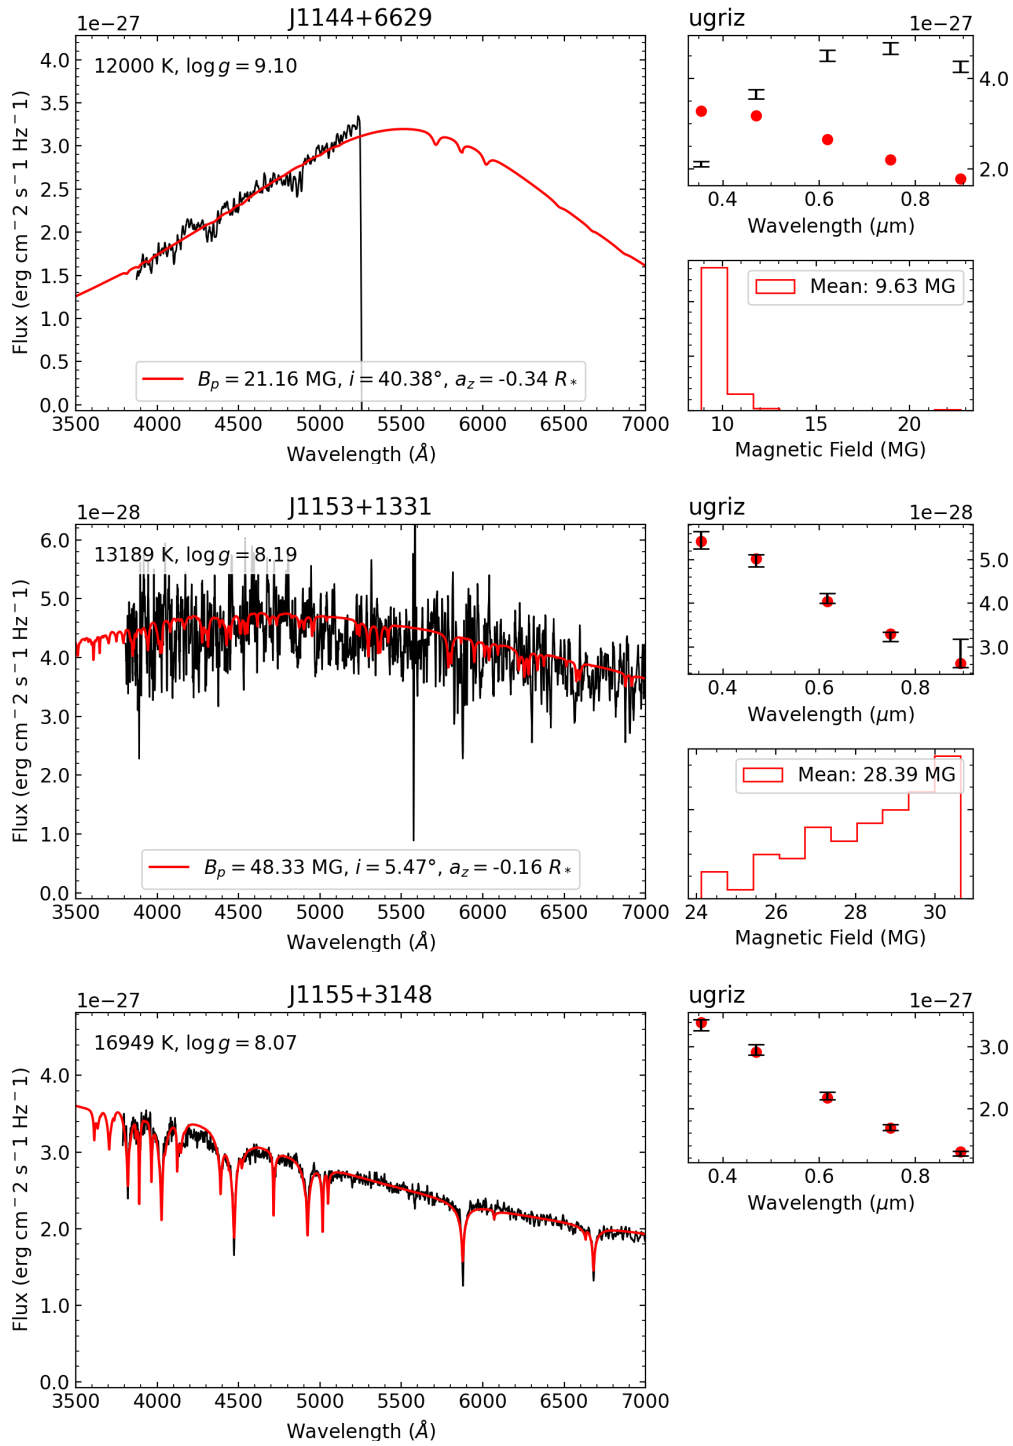 1e−27
J1144+6629
ugriz
1e−27
12000 K, log g = 9.10
Flux (erg cm−2 s−1 Hz−1)
4.0
3.5
3.0
2.5
2.0
1.5
1.0
0.5
0.0
B_p = 21.16 MG, i = 40.38°, a_z = -0.34 R_*
3500 4000 4500 5000 5500 6000 6500 7000
Wavelength (Å)
4.0
2.0
0.4 0.6 0.8
Wavelength (μm)
Mean: 9.63 MG
10 15 20
Magnetic Field (MG)
1e−28
J1153+1331
ugriz
1e−28
13189 K, log g = 8.19
Flux (erg cm−2 s−1 Hz−1)
6.0
5.0
4.0
3.0
2.0
1.0
0.0
B_p = 48.33 MG, i = 5.47°, a_z = -0.16 R_*
3500 4000 4500 5000 5500 6000 6500 7000
Wavelength (Å)
5.0
4.0
3.0
0.4 0.6 0.8
Wavelength (μm)
Mean: 28.39 MG
24 26 28 30
Magnetic Field (MG)
1e−27
J1155+3148
ugriz
1e−27
16949 K, log g = 8.07
Flux (erg cm−2 s−1 Hz−1)
4.0
3.0
2.0
1.0
0.0
3500 4000 4500 5000 5500 6000 6500 7000
Wavelength (Å)
3.0
2.0
0.4 0.6 0.8
Wavelength (μm)